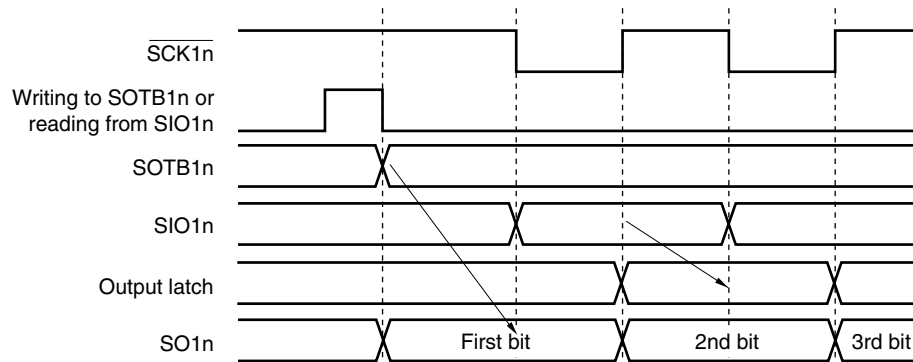 SCK1n
Writing to SOTB1n or
reading from SIO1n
SOTB1n
SIO1n
Output latch
SO1n
First bit
2nd bit
3rd bit